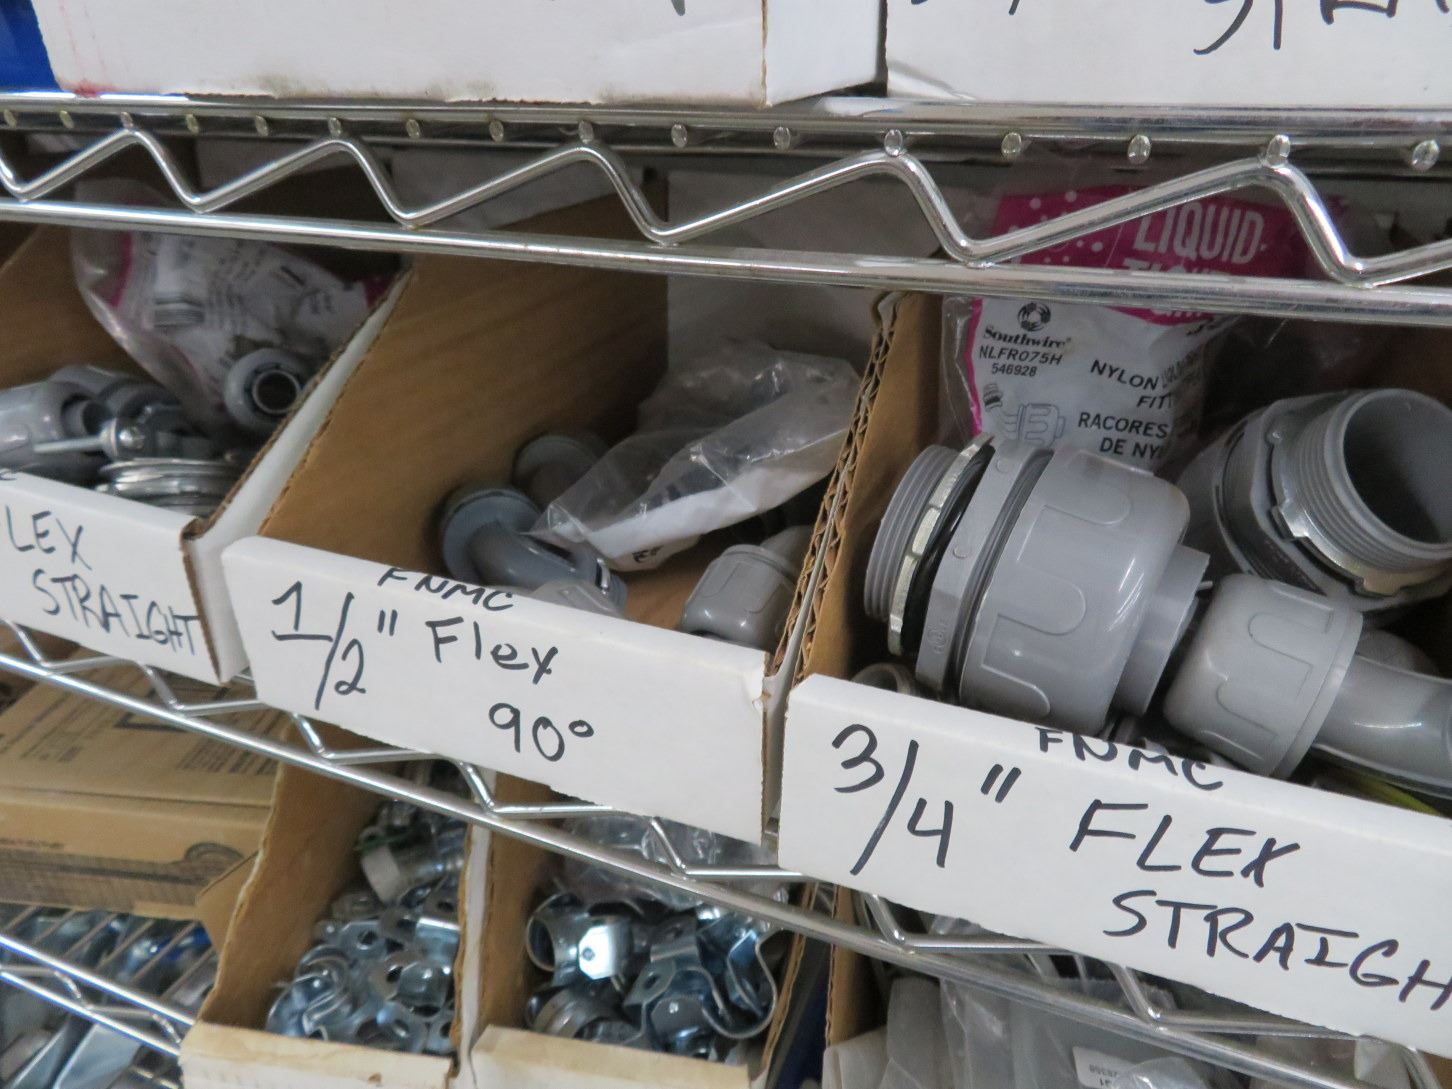 LIQUID
Southwire
NLFR075H
546928
NYLON
RACORES
DE NY
LEX
STRAIGHT
FNMC
1/2" Flex
90°
FNMC
3/4" FLEX
STRAIGH